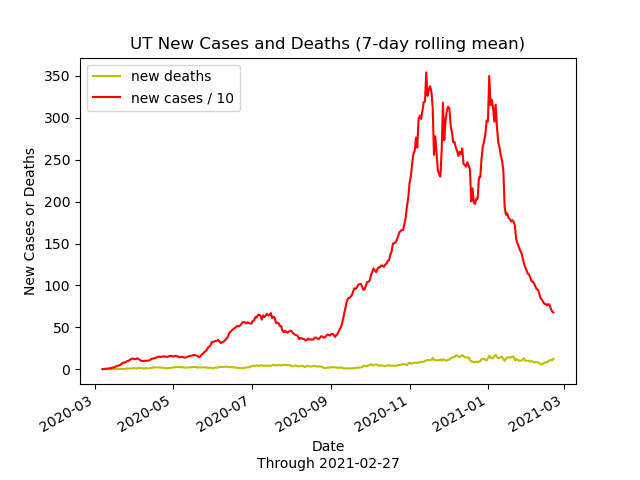 UT New Cases and Deaths (7-day rolling mean)
new deaths
new cases / 10
New Cases or Deaths
350
300
250
200
150
100
50
0
2020-03
2020-05
2020-07
2020-09
2020-11
2021-01
2021-03
Date
Through 2021-02-27